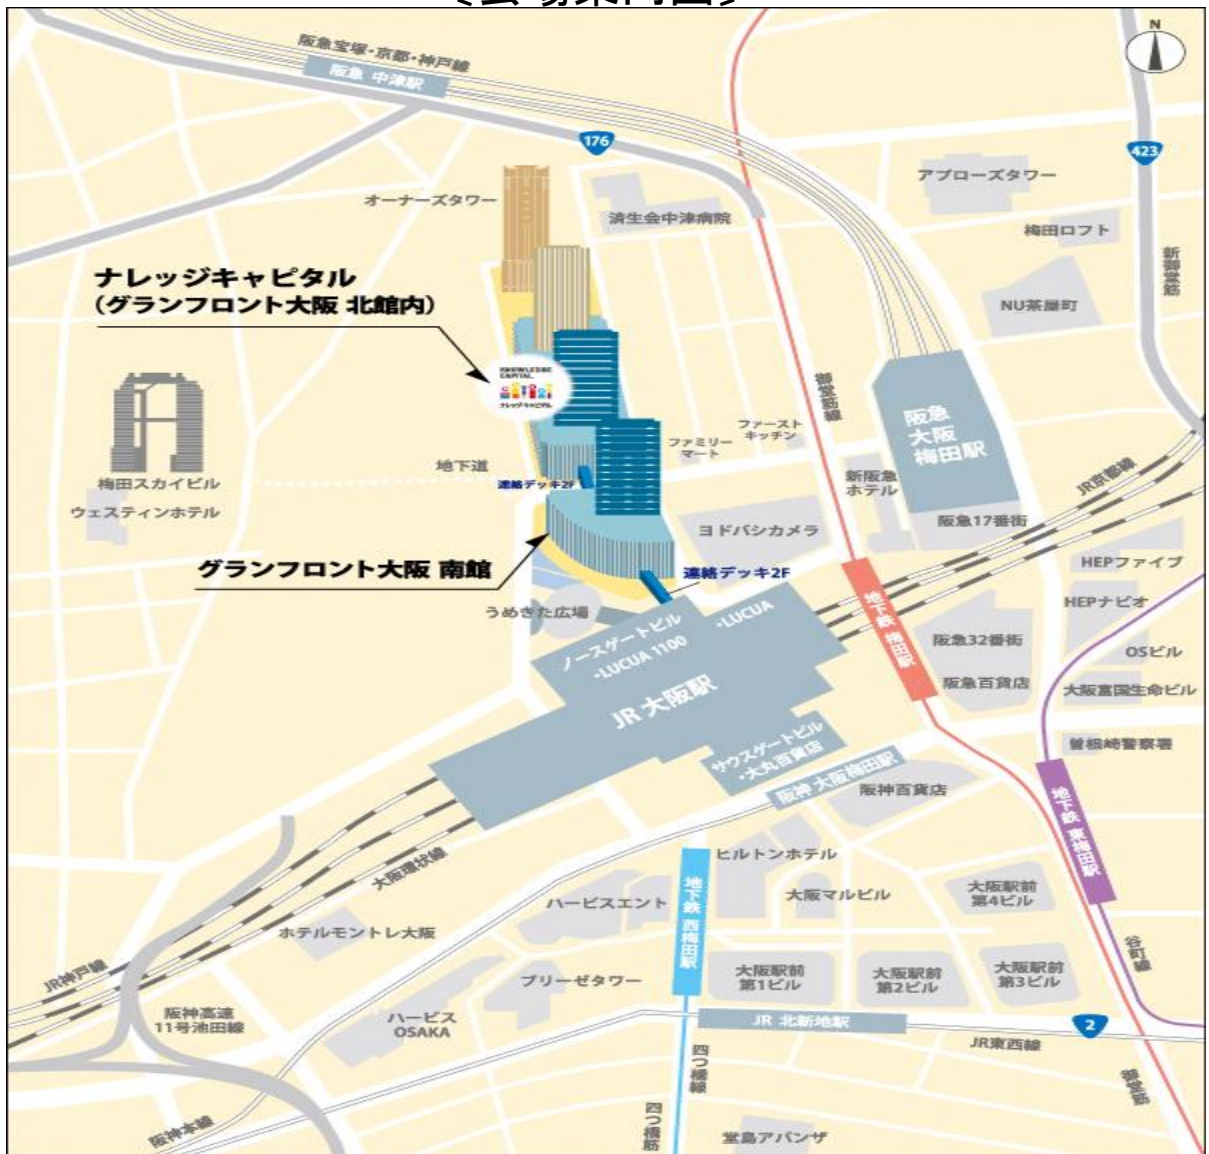 阪急宝塚・京都・神戸線
阪急 中津駅
N
176
423
アプローズタワー
オーナーズタワー
済生会中津病院
梅田ロフト
新御堂筋
ナレッジキャピタル
(グランフロント大阪 北館内)
NU茶屋町
KNOWLEDGE
CAPITAL
ナレッジキャピタル
御堂筋線
阪急
大阪
梅田駅
ファースト
キッチン
ファミリー
マート
地下道
連絡デッキ2F
新阪急
ホテル
JR京都線
梅田スカイビル
ウェスティンホテル
ヨドバシカメラ
阪急17番街
グランフロント大阪 南館
連絡デッキ2F
HEPファイブ
地下鉄 梅田駅
HEPナビオ
うめきた広場
ノースゲートビル
・LUCUA 1100
・LUCUA
阪急32番街
OSビル
阪急百貨店
大阪富国生命ビル
JR 大阪駅
サウスゲートビル
・大丸百貨店
曽根崎警察署
阪神 大阪梅田駅
阪神百貨店
地下鉄 東梅田駅
大阪環状線
ヒルトンホテル
大阪マルビル
大阪駅前
第4ビル
地下鉄 西梅田駅
ハービスエント
ホテルモントレ大阪
谷町線
JR神戸線
ブリーゼタワー
大阪駅前
第1ビル
大阪駅前
第2ビル
大阪駅前
第3ビル
阪神高速
11号池田線
ハービス
OSAKA
JR 北新地駅
2
JR東西線
四つ橋線
御堂筋
阪神本線
四つ橋筋
堂島アバンザ